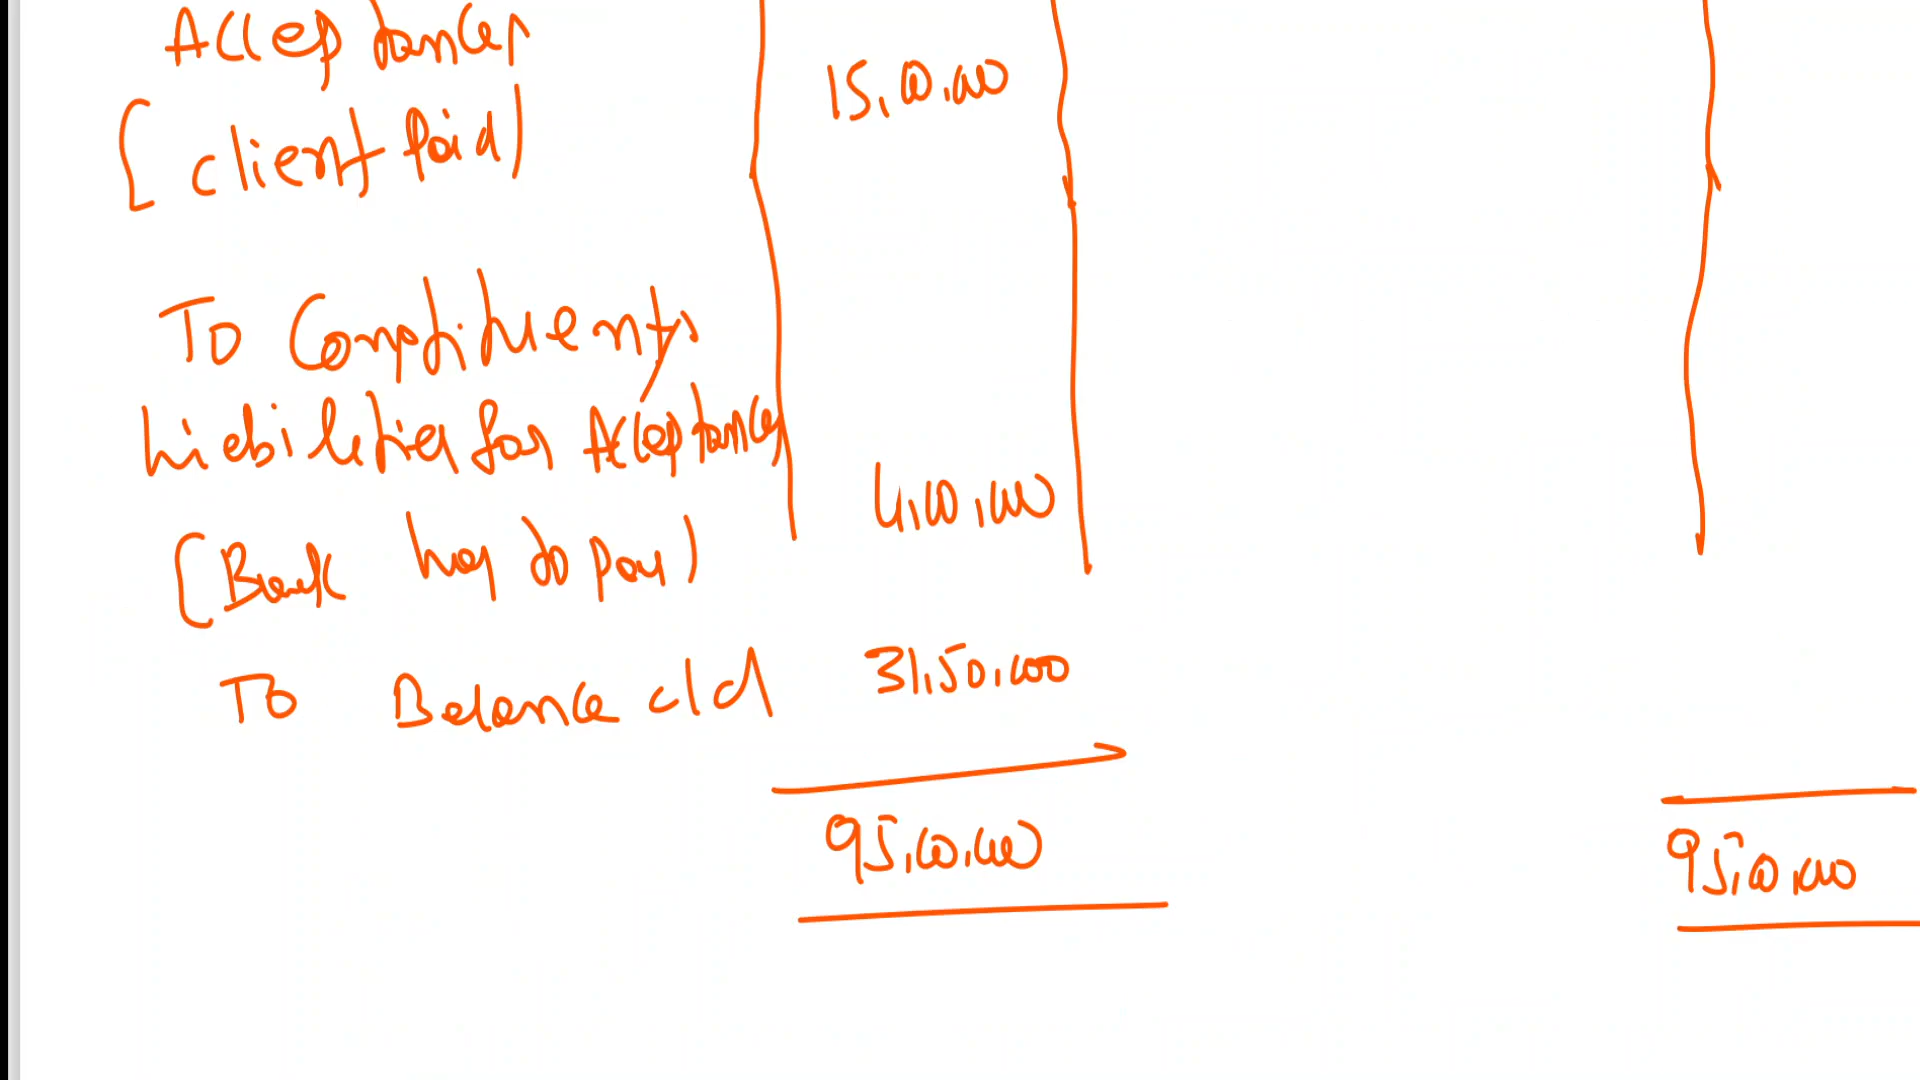 Acceptances
15,00,000
[client paid]
To Constituents
Liabilities for Acceptances
4,00,000
[Bank has to pay]
To Balance c/d 31,50,000
95,00,000 95,00,000